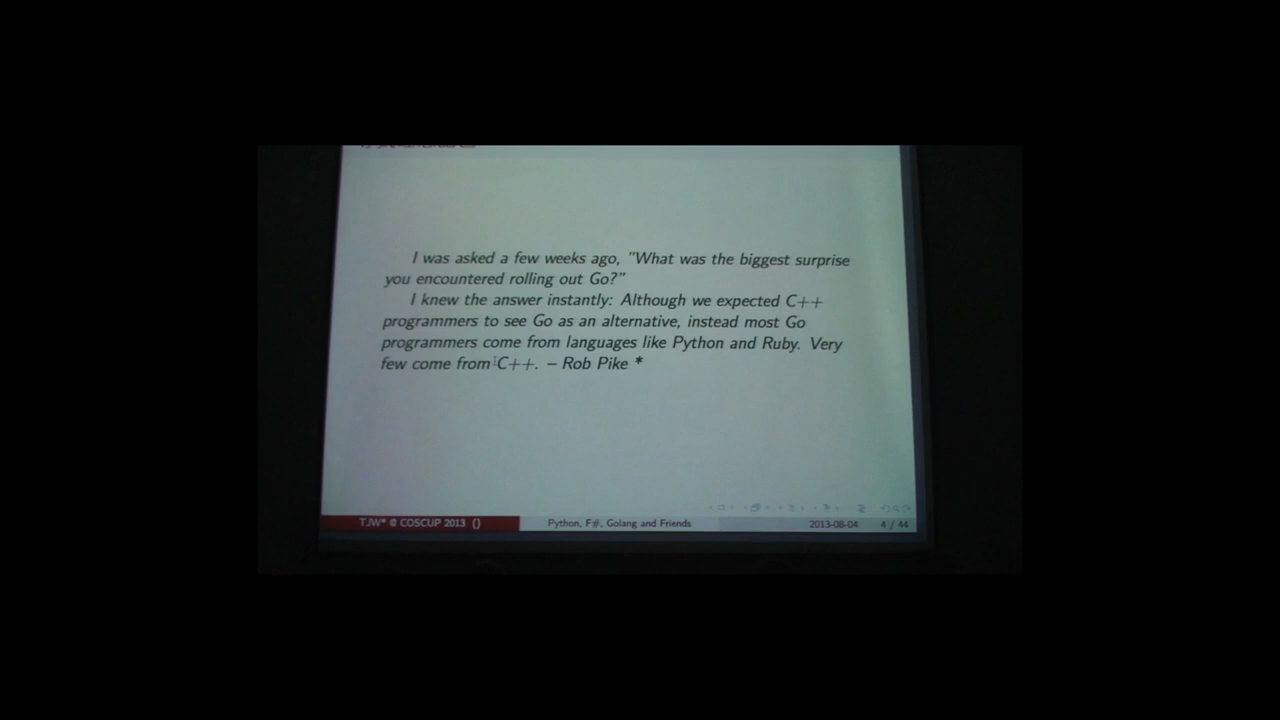 I was asked a few weeks ago, "What was the biggest surprise
you encountered rolling out Go?"
I knew the answer instantly: Although we expected C++
programmers to see Go as an alternative, instead most Go
programmers come from languages like Python and Ruby. Very
few come from C++. – Rob Pike *
TJW* @ COSCUP 2013 () Python, F#, Golang and Friends 2013-08-04 4 / 44